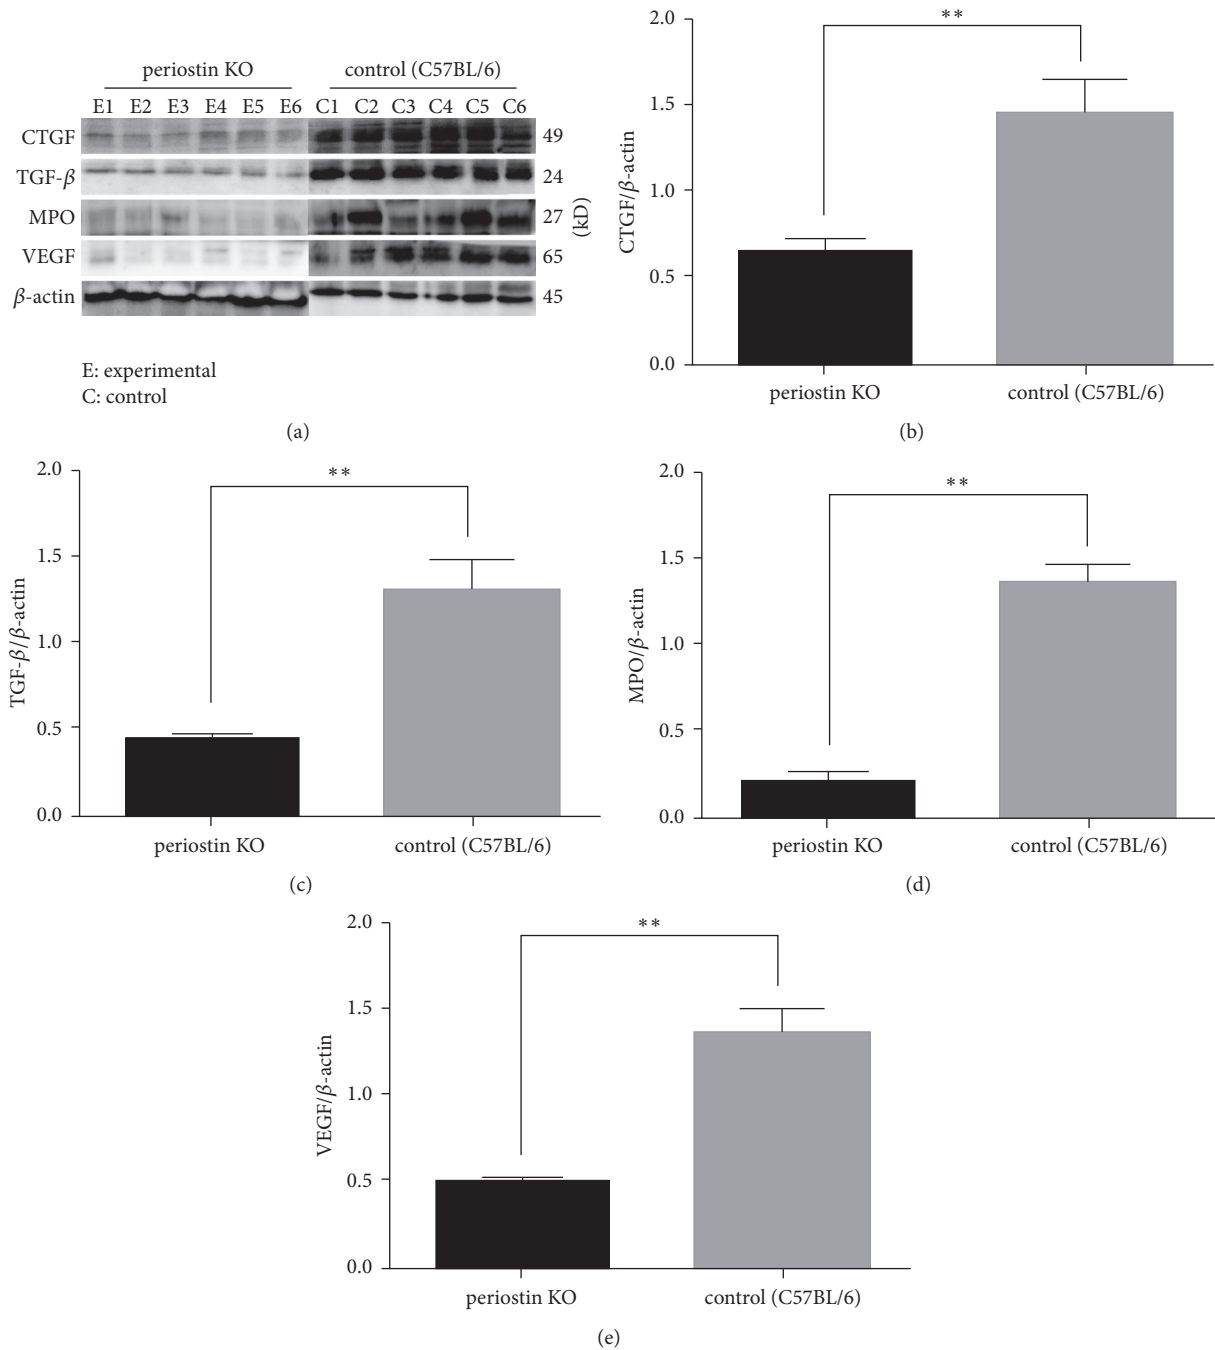 periostin KO control (C57BL/6)
E1 E2 E3 E4 E5 E6 C1 C2 C3 C4 C5 C6
CTGF 49
TGF-β 24
MPO 27
VEGF 65
β-actin 45
(kD)
E: experimental
C: control
(a)
2.0
1.5
1.0
0.5
0.0
CTGF/β-actin
**
periostin KO control (C57BL/6)
(b)
2.0
1.5
1.0
0.5
0.0
TGF-β/β-actin
**
periostin KO control (C57BL/6)
(c)
2.0
1.5
1.0
0.5
0.0
MPO/β-actin
**
periostin KO control (C57BL/6)
(d)
2.0
1.5
1.0
0.5
0.0
VEGF/β-actin
**
periostin KO control (C57BL/6)
(e)